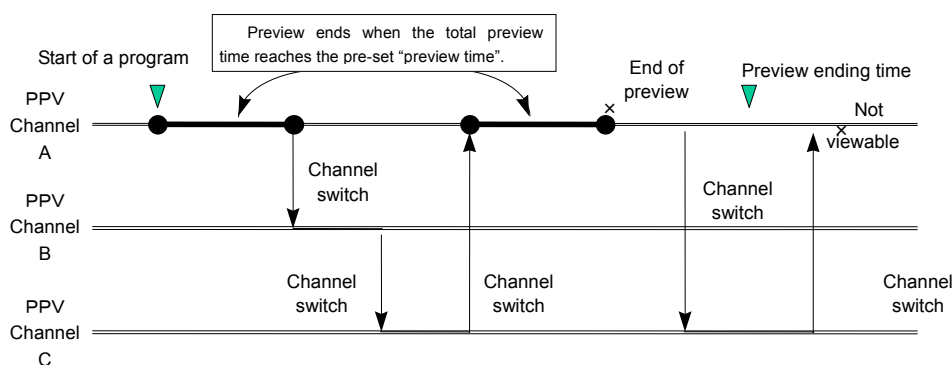 Preview ends when the total preview
time reaches the pre-set “preview time”.
Start of a program
End of
preview
Preview ending time
PPV
Channel
A
×
Not
×
viewable
Channel
switch
Channel
switch
PPV
Channel
B
Channel
switch
Channel
switch
Channel
switch
PPV
Channel
C